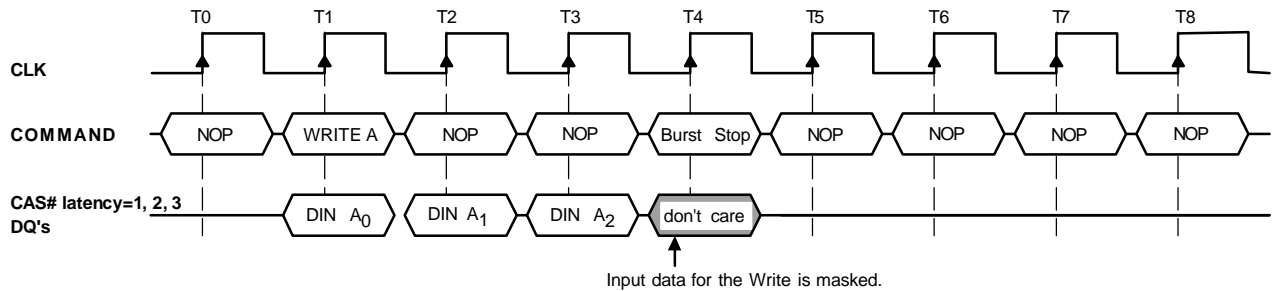 T0 T1 T2 T3 T4 T5 T6 T7 T8
CLK
COMMAND NOP WRITE A NOP NOP Burst Stop NOP NOP NOP NOP
CAS# latency=1, 2, 3
DQ's DIN A0 DIN A1 DIN A2 don't care
Input data for the Write is masked.